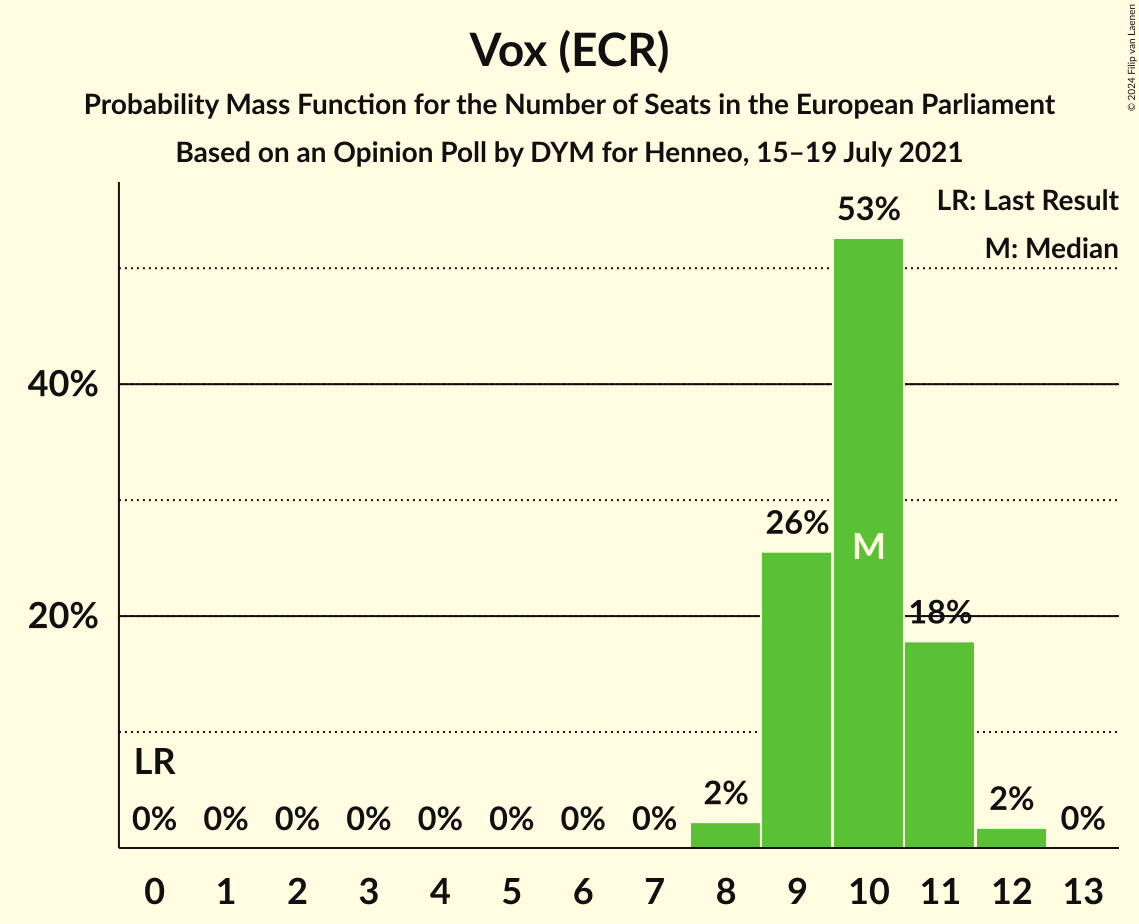 Vox (ECR)
Probability Mass Function for the Number of Seats in the European Parliament
Based on an Opinion Poll by DYM for Henneo, 15–19 July 2021
© 2024 Filip van Laenen
LR: Last Result
M: Median
53%
40%
26%
M
20%
18%
LR
0% 0% 0% 0% 0% 0% 0% 0% 2% 2% 0%
0 1 2 3 4 5 6 7 8 9 10 11 12 13